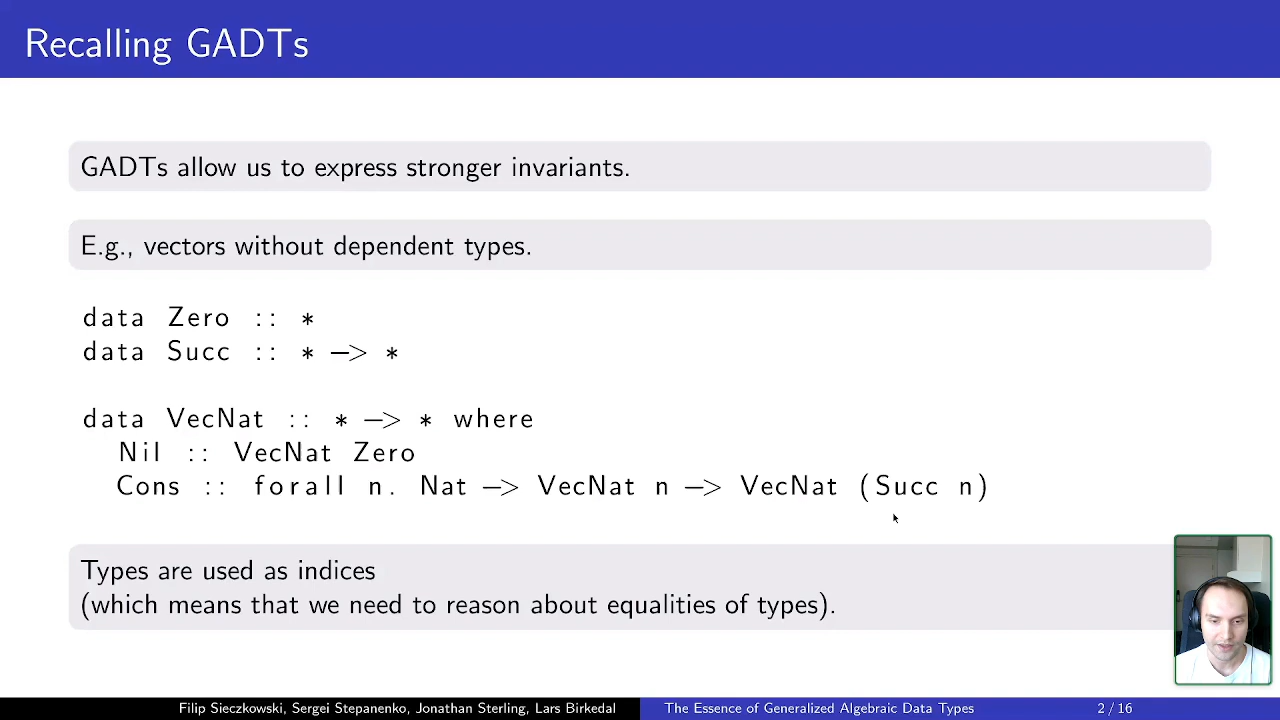 Recalling GADTs
GADTs allow us to express stronger invariants.
E.g., vectors without dependent types.
data Zero :: *
data Succ :: * —> *
data VecNat :: * —> * where
Nil :: VecNat Zero
Cons :: forall n. Nat —> VecNat n —> VecNat (Succ n)
Types are used as indices
(which means that we need to reason about equalities of types).
Filip Sieczkowski, Sergei Stepanenko, Jonathan Sterling, Lars Birkedal The Essence of Generalized Algebraic Data Types 2 / 16